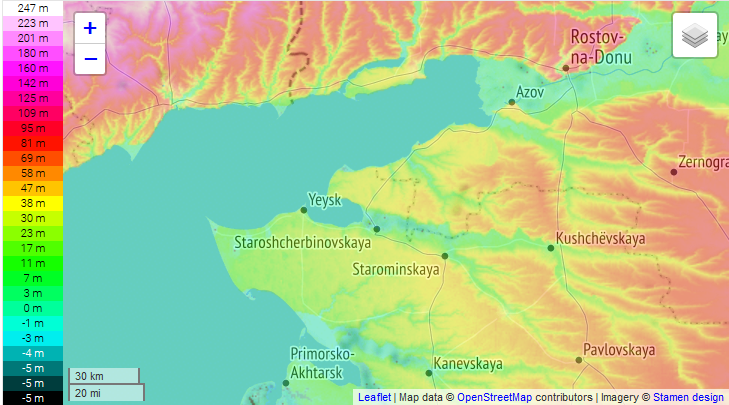 247 m
223 m
201 m
180 m
160 m
142 m
125 m
109 m
95 m
81 m
69 m
58 m
47 m
38 m
30 m
23 m
17 m
11 m
7 m
3 m
0 m
-1 m
-3 m
-4 m
-5 m
-5 m
-5 m
+
−
Rostov-
na-Donu
ay
Azov
Zernogra
Yeysk
Staroshcherbinovskaya
Kushchëvskaya
Starominskaya
Primorsko-
Akhtarsk
Kanevskaya
Pavlovskaya
30 km
20 mi
Leaflet | Map data © OpenStreetMap contributors | Imagery © Stamen design